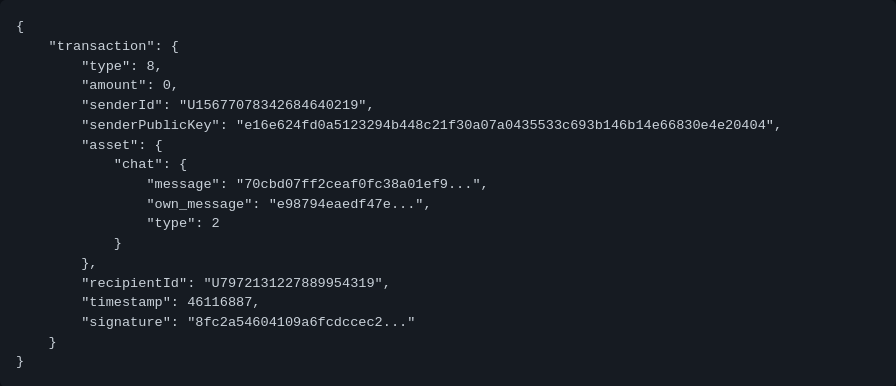 {
    "transaction": {
        "type": 8,
        "amount": 0,
        "senderId": "U15677078342684640219",
        "senderPublicKey": "e16e624fd0a5123294b448c21f30a07a0435533c693b146b14e66830e4e20404",
        "asset": {
            "chat": {
                "message": "70cbd07ff2ceaf0fc38a01ef9...",
                "own_message": "e98794eaedf47e...",
                "type": 2
            }
        },
        "recipientId": "U7972131227889954319",
        "timestamp": 46116887,
        "signature": "8fc2a54604109a6fcdccec2..."
    }
}